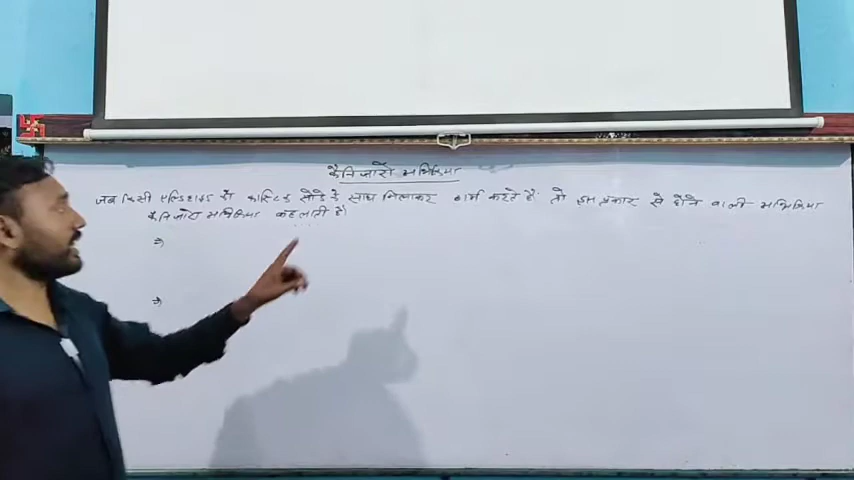 कैनिजारो अभिक्रिया
जब किसी एल्डिहाइड को कास्टिक सोडे के साथ मिलाकर गर्म करते हैं तो इस प्रकार से होने वाली अभिक्रिया
कैनिजारो अभिक्रिया कहलाती है।